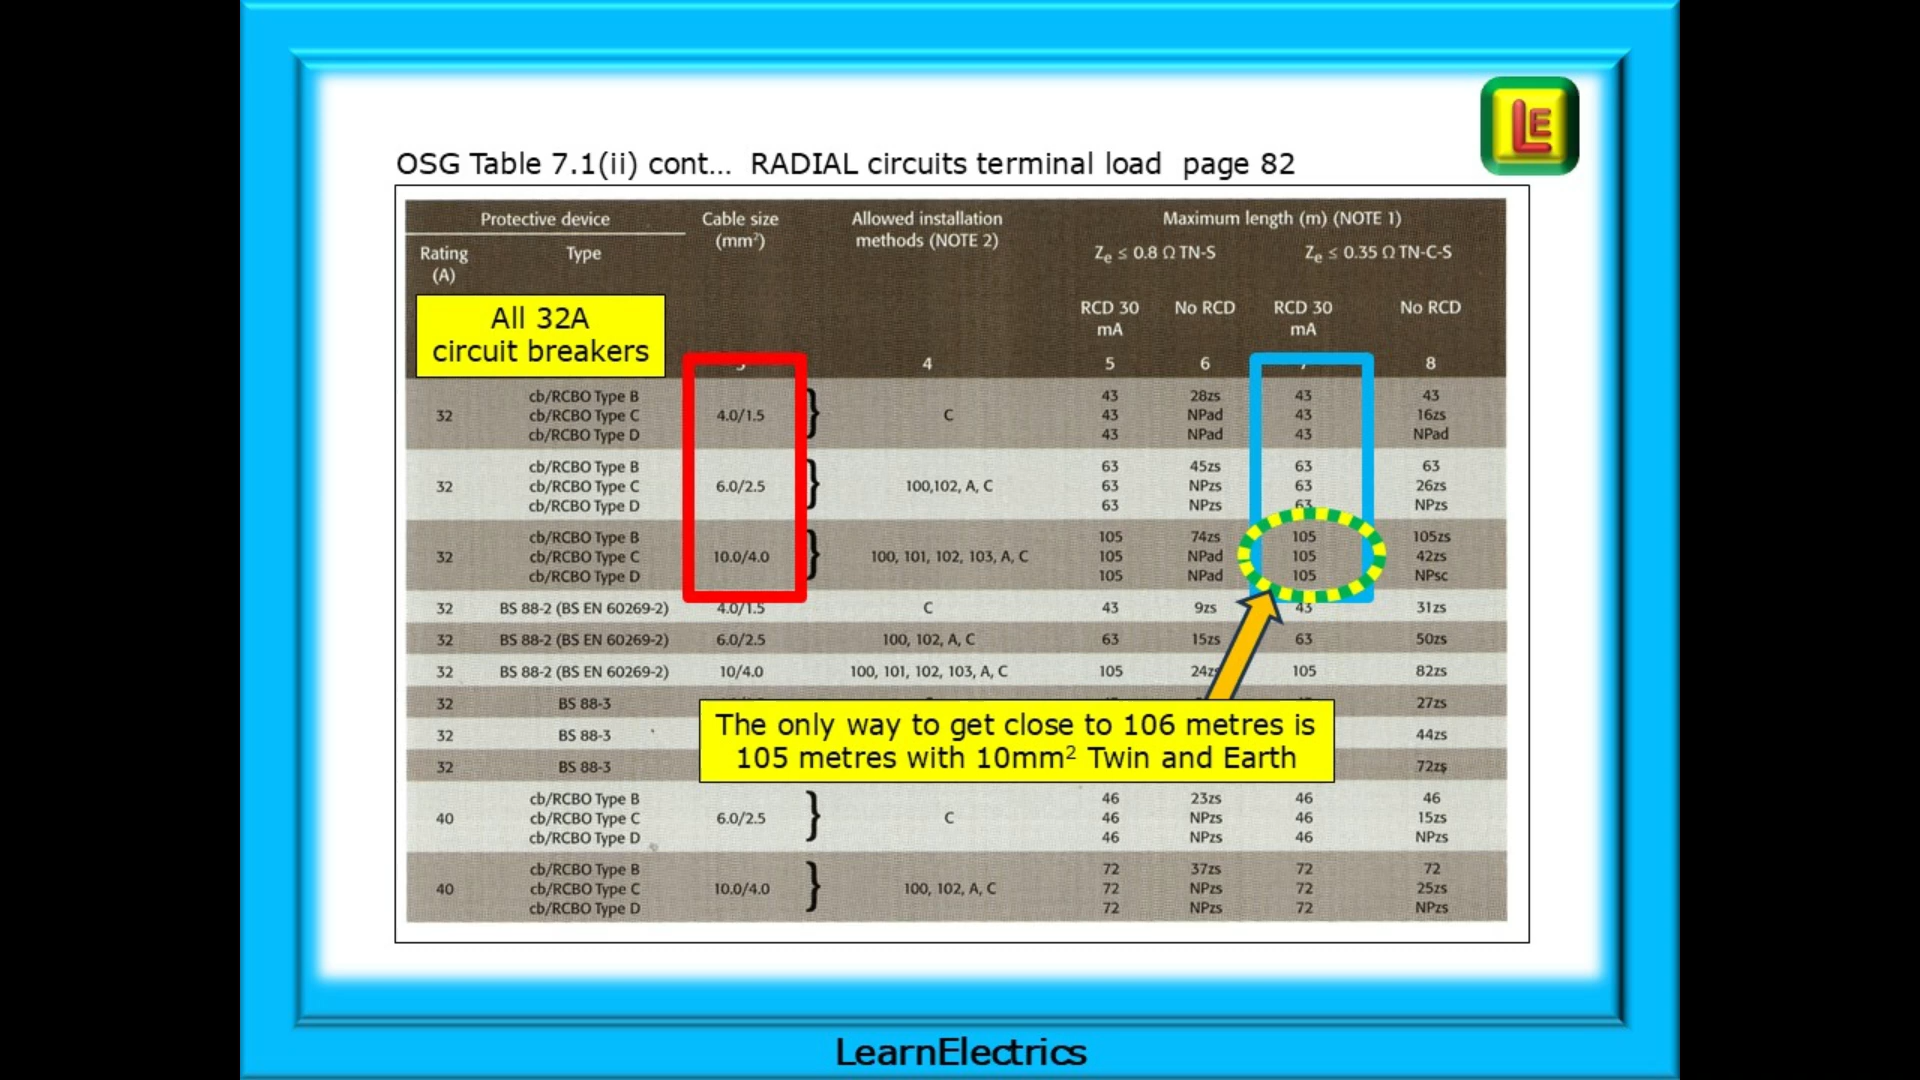 LE
OSG Table 7.1(ii) cont... RADIAL circuits terminal load page 82
Protective device Cable size Allowed installation Maximum length (m) (NOTE 1)
(mm²) methods (NOTE 2)
Rating Type Ze ≤ 0.8 Ω TN-S Ze ≤ 0.35 Ω TN-C-S
(A)
All 32A
circuit breakers
RCD 30 No RCD RCD 30 No RCD
mA mA
4 5 6 8
cb/RCBO Type B 43 28zs 43 43
32 cb/RCBO Type C 4.0/1.5 } C 43 NPad 43 16zs
cb/RCBO Type D 43 NPad 43 NPad
cb/RCBO Type B 63 45zs 63 63
32 cb/RCBO Type C 6.0/2.5 } 100,102, A, C 63 NPzs 63 26zs
cb/RCBO Type D 63 NPzs 63 NPzs
cb/RCBO Type B 105 74zs 105 105zs
32 cb/RCBO Type C 10.0/4.0 } 100, 101, 102, 103, A, C 105 NPad 105 42zs
cb/RCBO Type D 105 NPad 105 NPsc
32 BS 88-2 (BS EN 60269-2) 4.0/1.5 C 43 9zs 43 31zs
32 BS 88-2 (BS EN 60269-2) 6.0/2.5 100, 102, A, C 63 15zs 63 50zs
32 BS 88-2 (BS EN 60269-2) 10/4.0 100, 101, 102, 103, A, C 105 24zs 105 82zs
32 BS 88-3 27zs
32 BS 88-3 44zs
32 BS 88-3 72zs
The only way to get close to 106 metres is
105 metres with 10mm² Twin and Earth
cb/RCBO Type B 46 23zs 46 46
40 cb/RCBO Type C 6.0/2.5 } C 46 NPzs 46 15zs
cb/RCBO Type D 46 NPzs 46 NPzs
cb/RCBO Type B 72 37zs 72 72
40 cb/RCBO Type C 10.0/4.0 } 100, 102, A, C 72 NPzs 72 25zs
cb/RCBO Type D 72 NPzs 72 NPzs
LearnElectrics